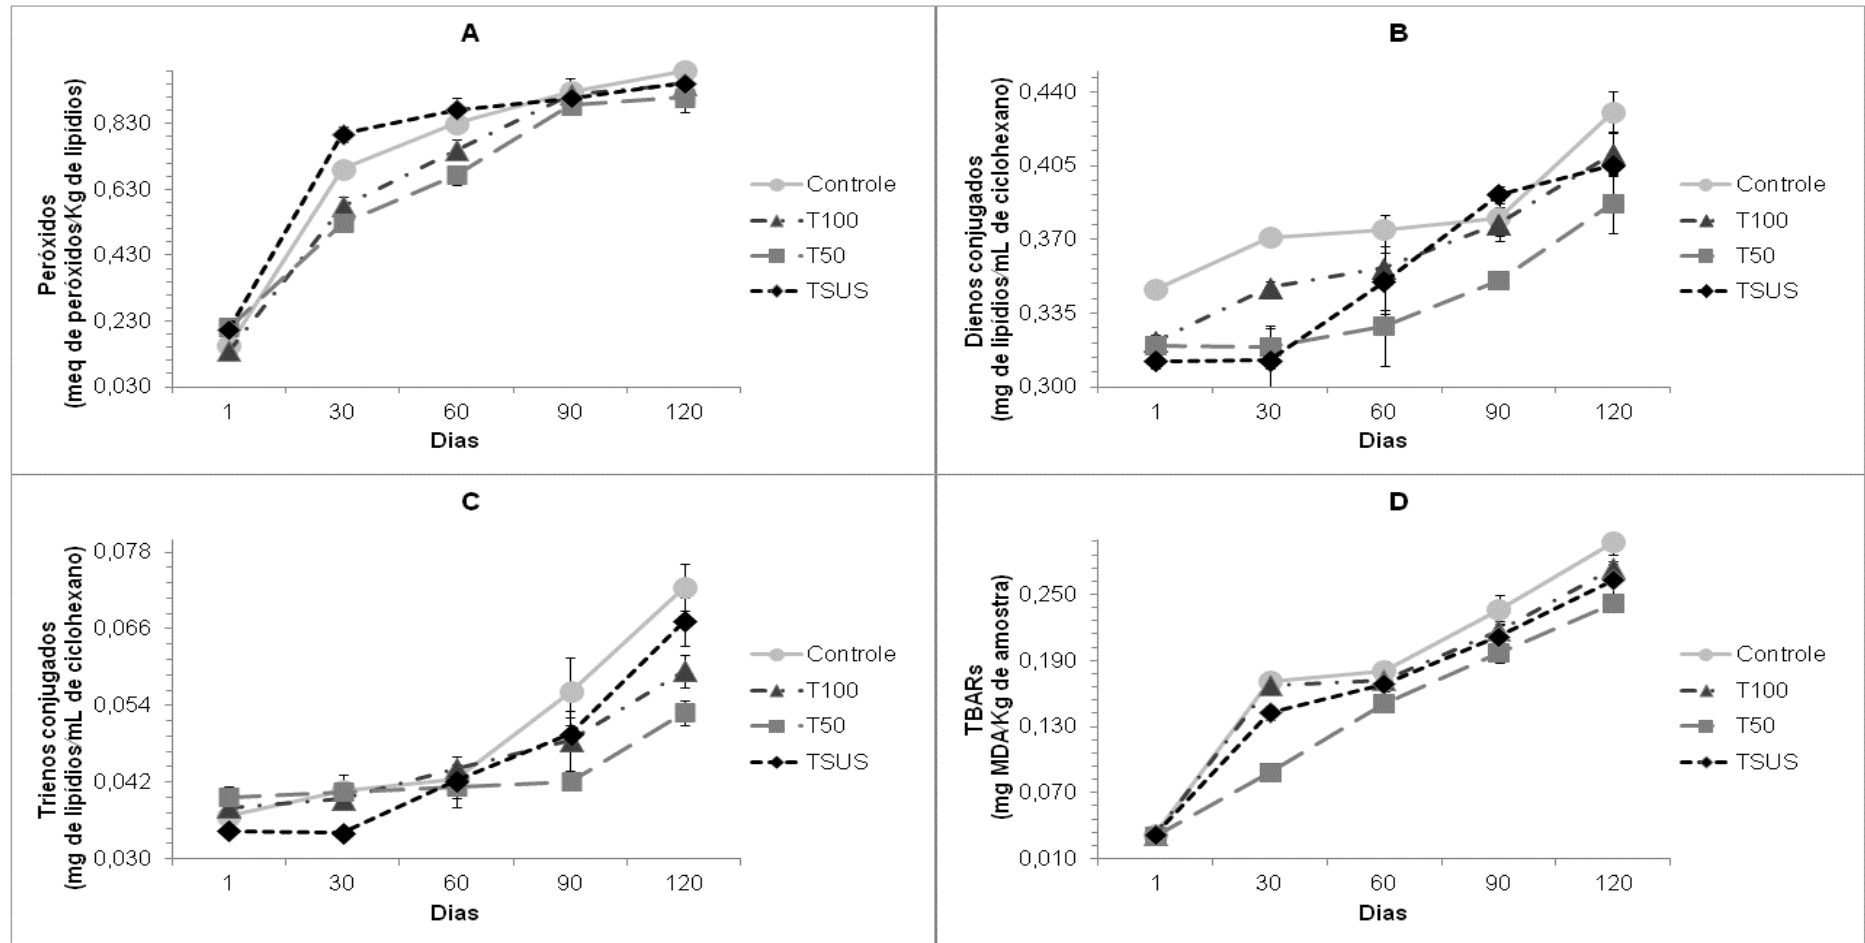 A
Peróxidos
(meq de peróxidos/Kg de lipídios)
0,830
0,630
0,430
0,230
0,030
1 30 60 90 120
Dias
Controle
T100
T50
TSUS
B
Dienos conjugados
(mg de lipídios/mL de ciclohexano)
0,440
0,405
0,370
0,335
0,300
1 30 60 90 120
Dias
Controle
T100
T50
TSUS
C
Trienos conjugados
(mg de lipídios/mL de ciclohexano)
0,078
0,066
0,054
0,042
0,030
1 30 60 90 120
Dias
Controle
T100
T50
TSUS
D
TBARs
(mg MDA/Kg de amostra)
0,250
0,190
0,130
0,070
0,010
1 30 60 90 120
Dias
Controle
T100
T50
TSUS